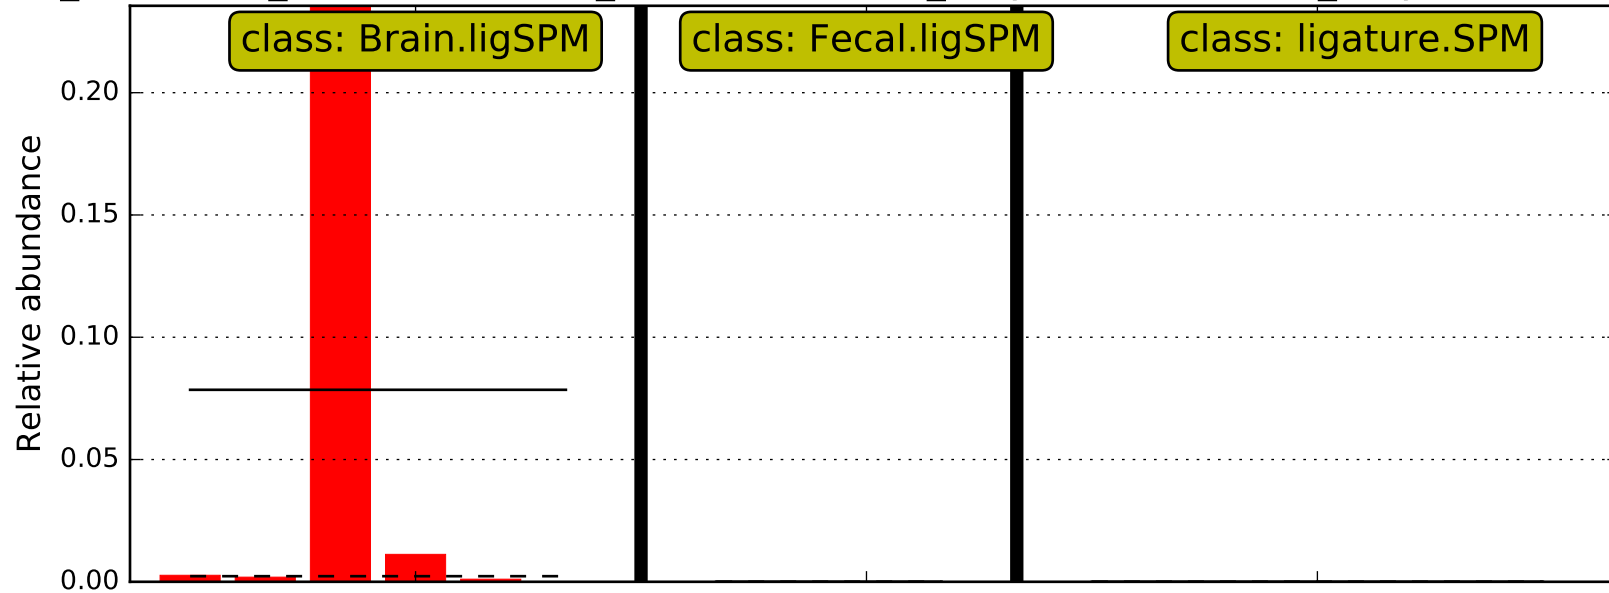 class: Brain.ligSPM
class: Fecal.ligSPM
class: ligature.SPM
Relative abundance
0.20
0.15
0.10
0.05
0.00